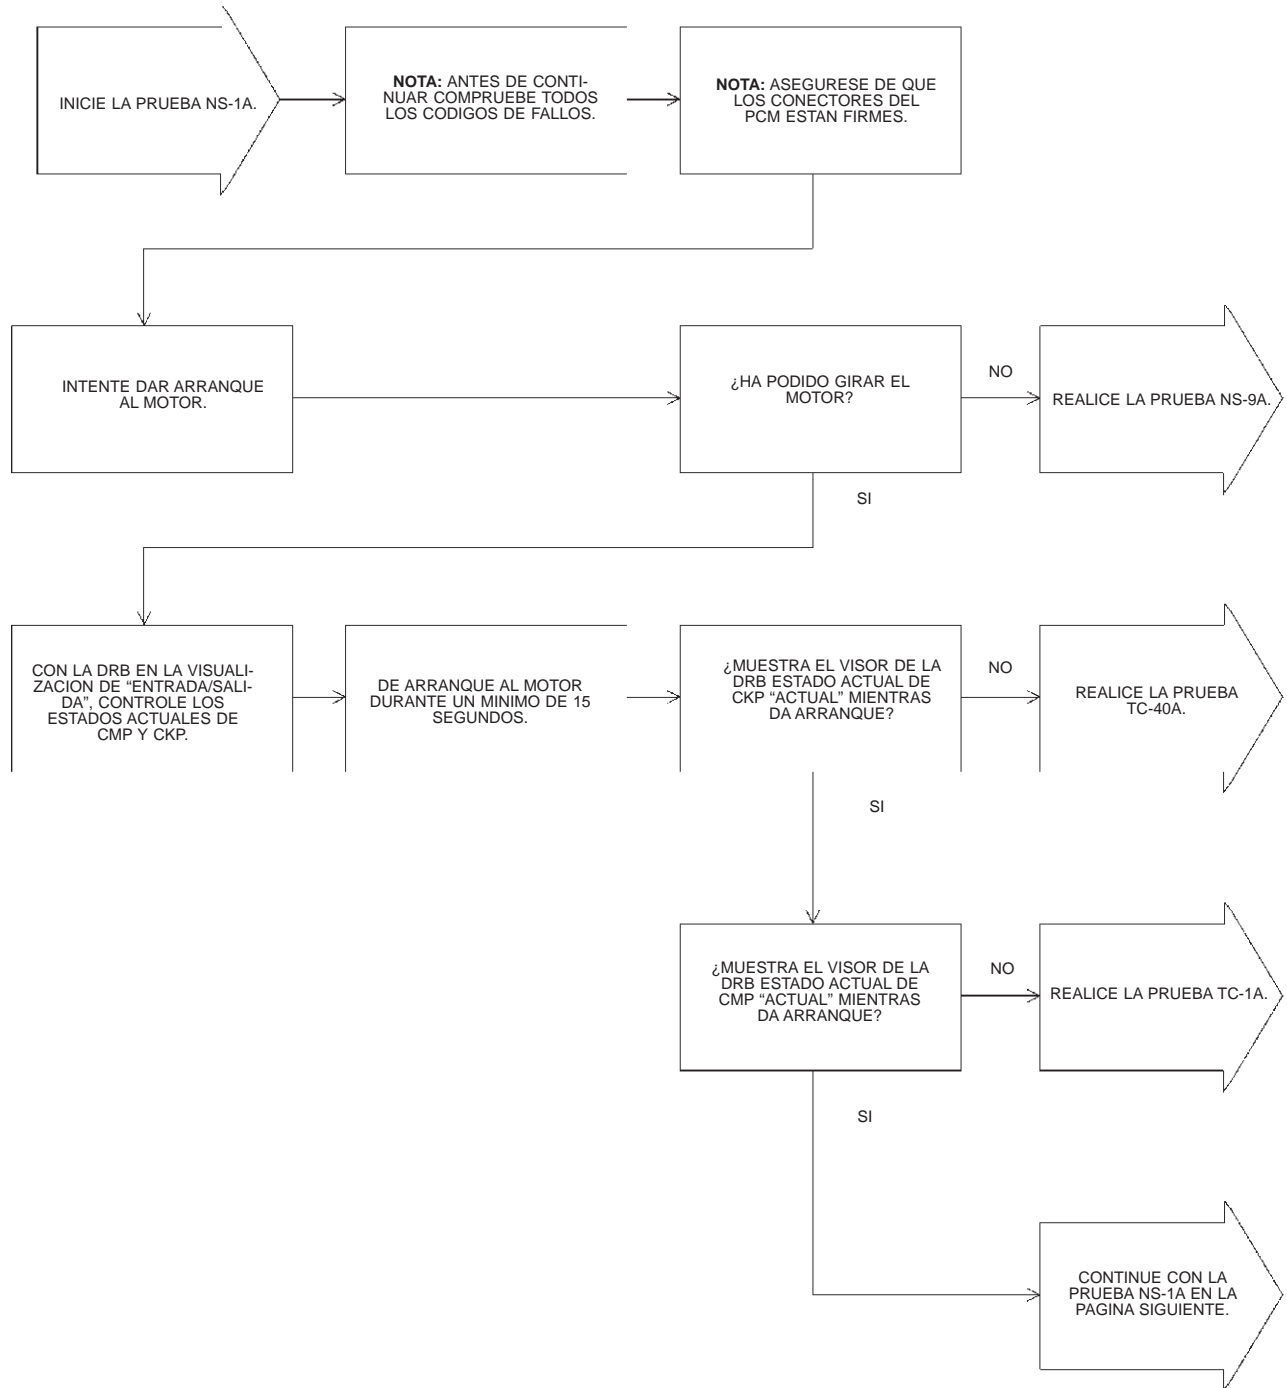 INICIE LA PRUEBA NS-1A.
NOTA: ANTES DE CONTI-
NUAR COMPRUEBE TODOS
LOS CODIGOS DE FALLOS.
NOTA: ASEGURESE DE QUE
LOS CONECTORES DEL
PCM ESTAN FIRMES.
INTENTE DAR ARRANQUE
AL MOTOR.
¿HA PODIDO GIRAR EL
MOTOR?
NO
REALICE LA PRUEBA NS-9A.
SI
CON LA DRB EN LA VISUALI-
ZACION DE “ENTRADA/SALI-
DA”, CONTROLE LOS
ESTADOS ACTUALES DE
CMP Y CKP.
DE ARRANQUE AL MOTOR
DURANTE UN MINIMO DE 15
SEGUNDOS.
¿MUESTRA EL VISOR DE LA
DRB ESTADO ACTUAL DE
CKP “ACTUAL” MIENTRAS
DA ARRANQUE?
NO
REALICE LA PRUEBA
TC-40A.
SI
¿MUESTRA EL VISOR DE LA
DRB ESTADO ACTUAL DE
CMP “ACTUAL” MIENTRAS
DA ARRANQUE?
NO
REALICE LA PRUEBA TC-1A.
SI
CONTINUE CON LA
PRUEBA NS-1A EN LA
PAGINA SIGUIENTE.